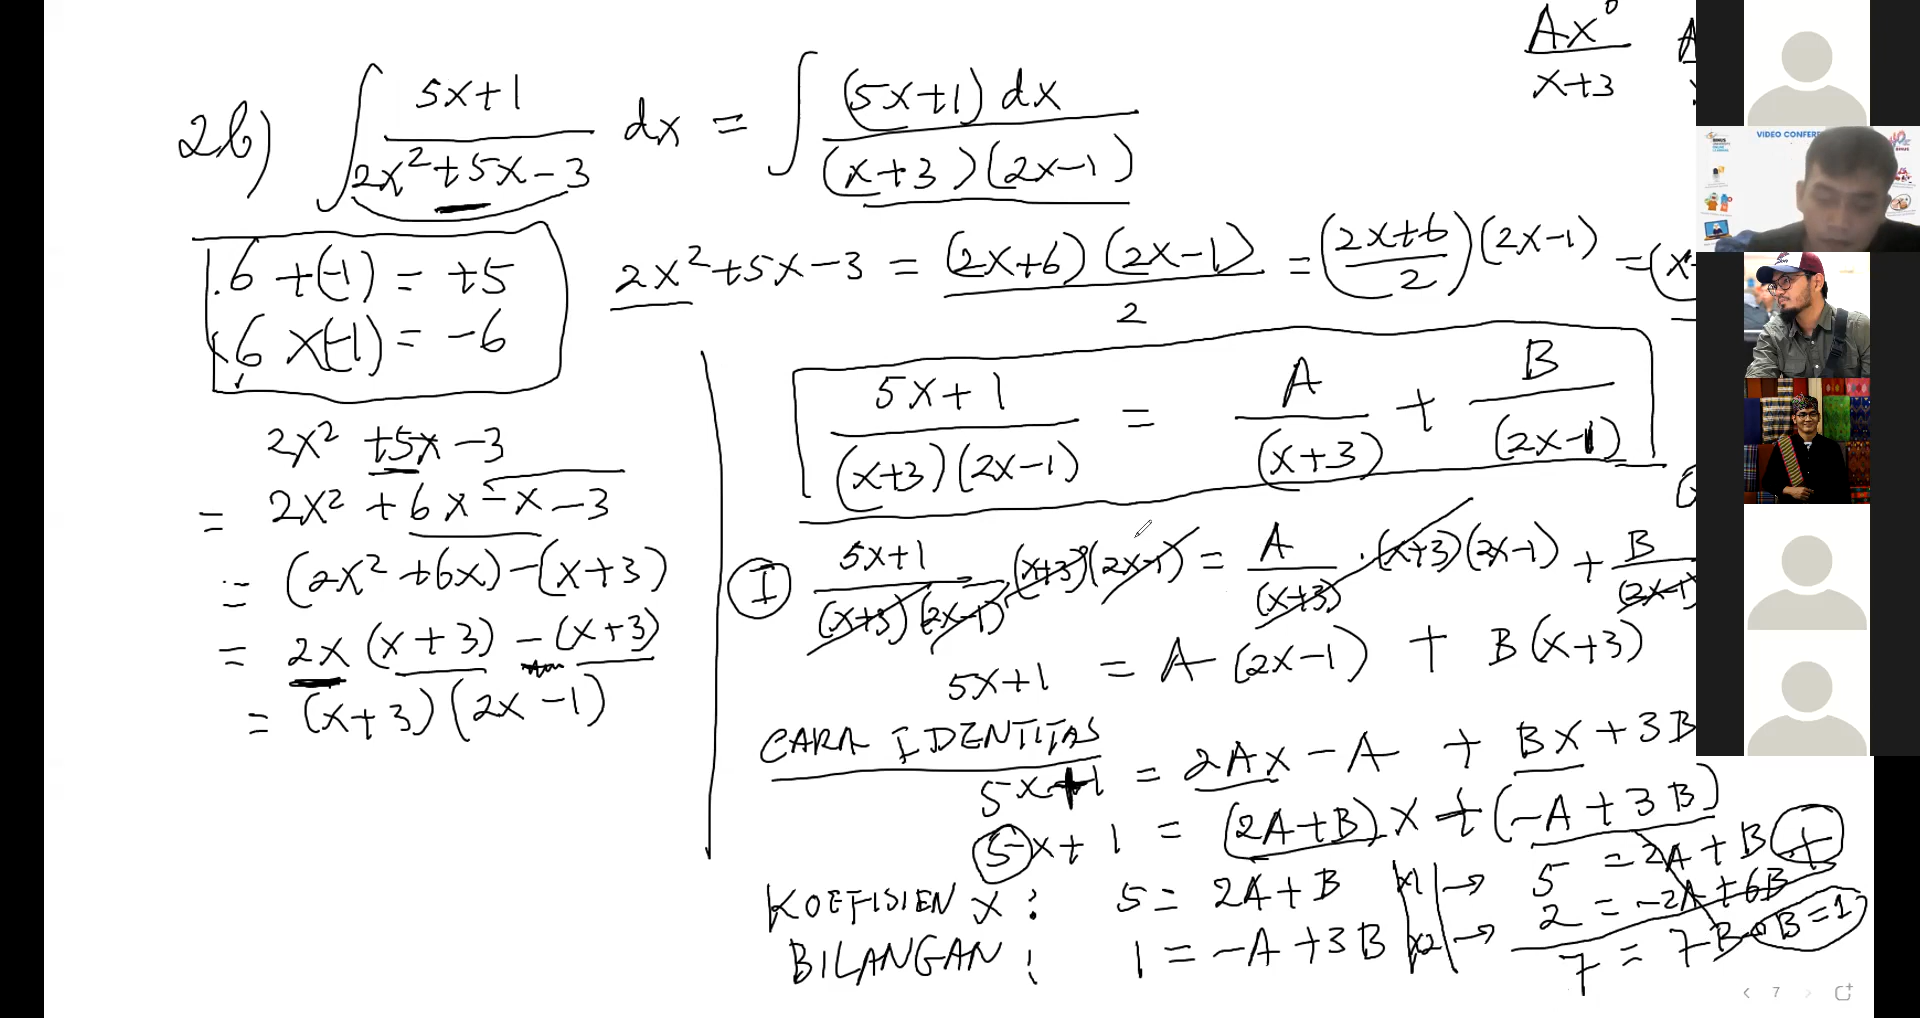 Ax⁰
x+3
2b) ∫ 5x+1 / 2x²+5x-3 dx = ∫ (5x+1) dx / (x+3)(2x-1)
VIDEO CONFER
6 +(-1) = +5
6 x(-1) = -6
2x²+5x-3 = (2x+6)(2x-1) / 2 = (2x+6 / 2)(2x-1) = (x
2x² +5x -3
= 2x² +6x -x -3
= (2x² +6x) -(x+3)
= 2x (x+3) - (x+3)
= (x+3)(2x-1)
5x+1 / (x+3)(2x-1) = A / (x+3) + B / (2x-1)
I 5x+1 / (x+3)(2x-1) . (x+3)(2x-1) = A / (x+3) . (x+3)(2x-1) + B / (2x-1)
5x+1 = A (2x-1) + B(x+3)
CARA IDENTITAS
5x+1 = 2Ax - A + Bx + 3B
5x+1 = (2A+B)x + (-A+3B)
KOEFISIEN X : 5 = 2A+B x1 → 5 = 2A + B +
BILANGAN : 1 = -A+3B x2 → 2 = -2A+6B
7 = 7B B=1
7